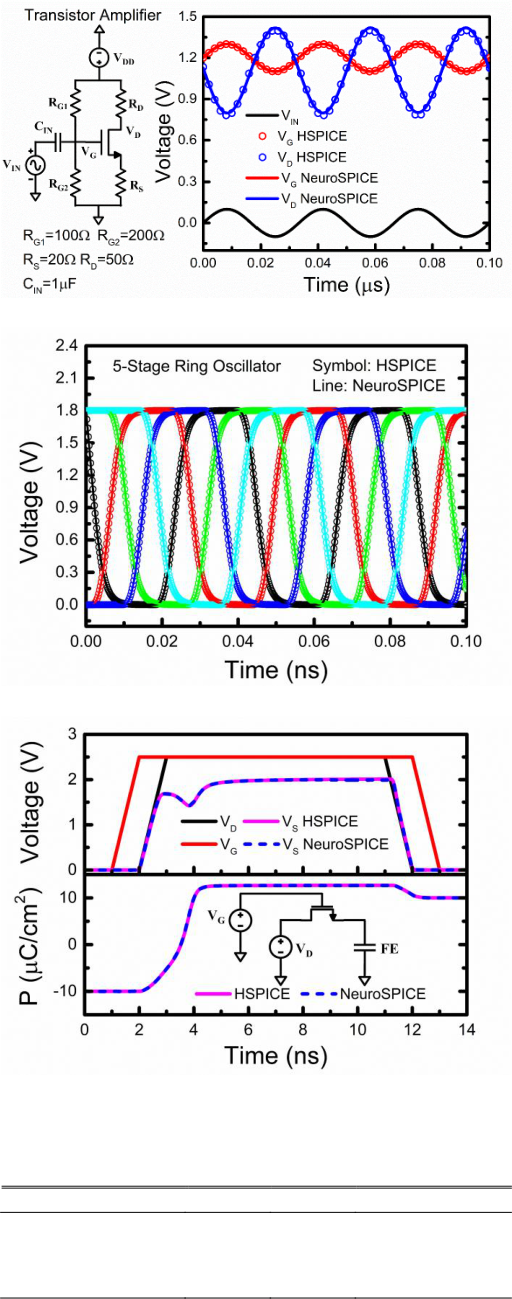 Transistor Amplifier
V_DD
R_G1
R_D
C_IN
V_D
V_G
V_IN
R_G2
R_S
R_G1=100Ω R_G2=200Ω
R_S=20Ω R_D=50Ω
C_IN=1μF
Voltage (V)
1.5
1.2
0.9
0.6
0.3
0.0
V_IN
V_G HSPICE
V_D HSPICE
V_G NeuroSPICE
V_D NeuroSPICE
0.00 0.02 0.04 0.06 0.08 0.10
Time (μs)
5-Stage Ring Oscillator
Symbol: HSPICE
Line: NeuroSPICE
Voltage (V)
2.4
2.1
1.8
1.5
1.2
0.9
0.6
0.3
0.0
0.00 0.02 0.04 0.06 0.08 0.10
Time (ns)
Voltage (V)
3
2
1
0
V_D
V_S HSPICE
V_G
V_S NeuroSPICE
P (μC/cm²)
10
0
-10
V_G
V_D
FE
HSPICE
NeuroSPICE
0 2 4 6 8 10 12 14
Time (ns)